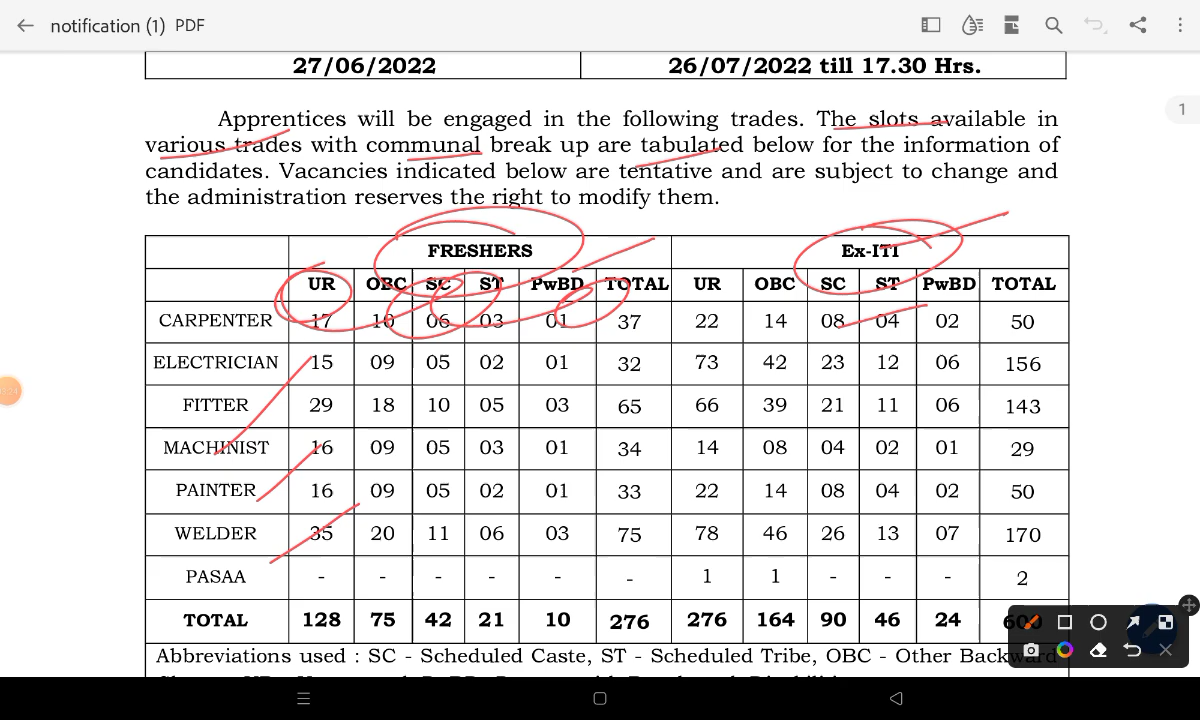 notification (1) PDF
27/06/2022 26/07/2022 till 17.30 Hrs.
1
Apprentices will be engaged in the following trades. The slots available in
various trades with communal break up are tabulated below for the information of
candidates. Vacancies indicated below are tentative and are subject to change and
the administration reserves the right to modify them.
FRESHERS Ex-ITI
UR OBC SC ST PwBD TOTAL UR OBC SC ST PwBD TOTAL
CARPENTER 17 10 06 03 01 37 22 14 08 04 02 50
ELECTRICIAN 15 09 05 02 01 32 73 42 23 12 06 156
FITTER 29 18 10 05 03 65 66 39 21 11 06 143
MACHINIST 16 09 05 03 01 34 14 08 04 02 01 29
PAINTER 16 09 05 02 01 33 22 14 08 04 02 50
WELDER 35 20 11 06 03 75 78 46 26 13 07 170
PASAA - - - - - - 1 1 - - - 2
TOTAL 128 75 42 21 10 276 276 164 90 46 24 600
Abbreviations used : SC - Scheduled Caste, ST - Scheduled Tribe, OBC - Other Backward